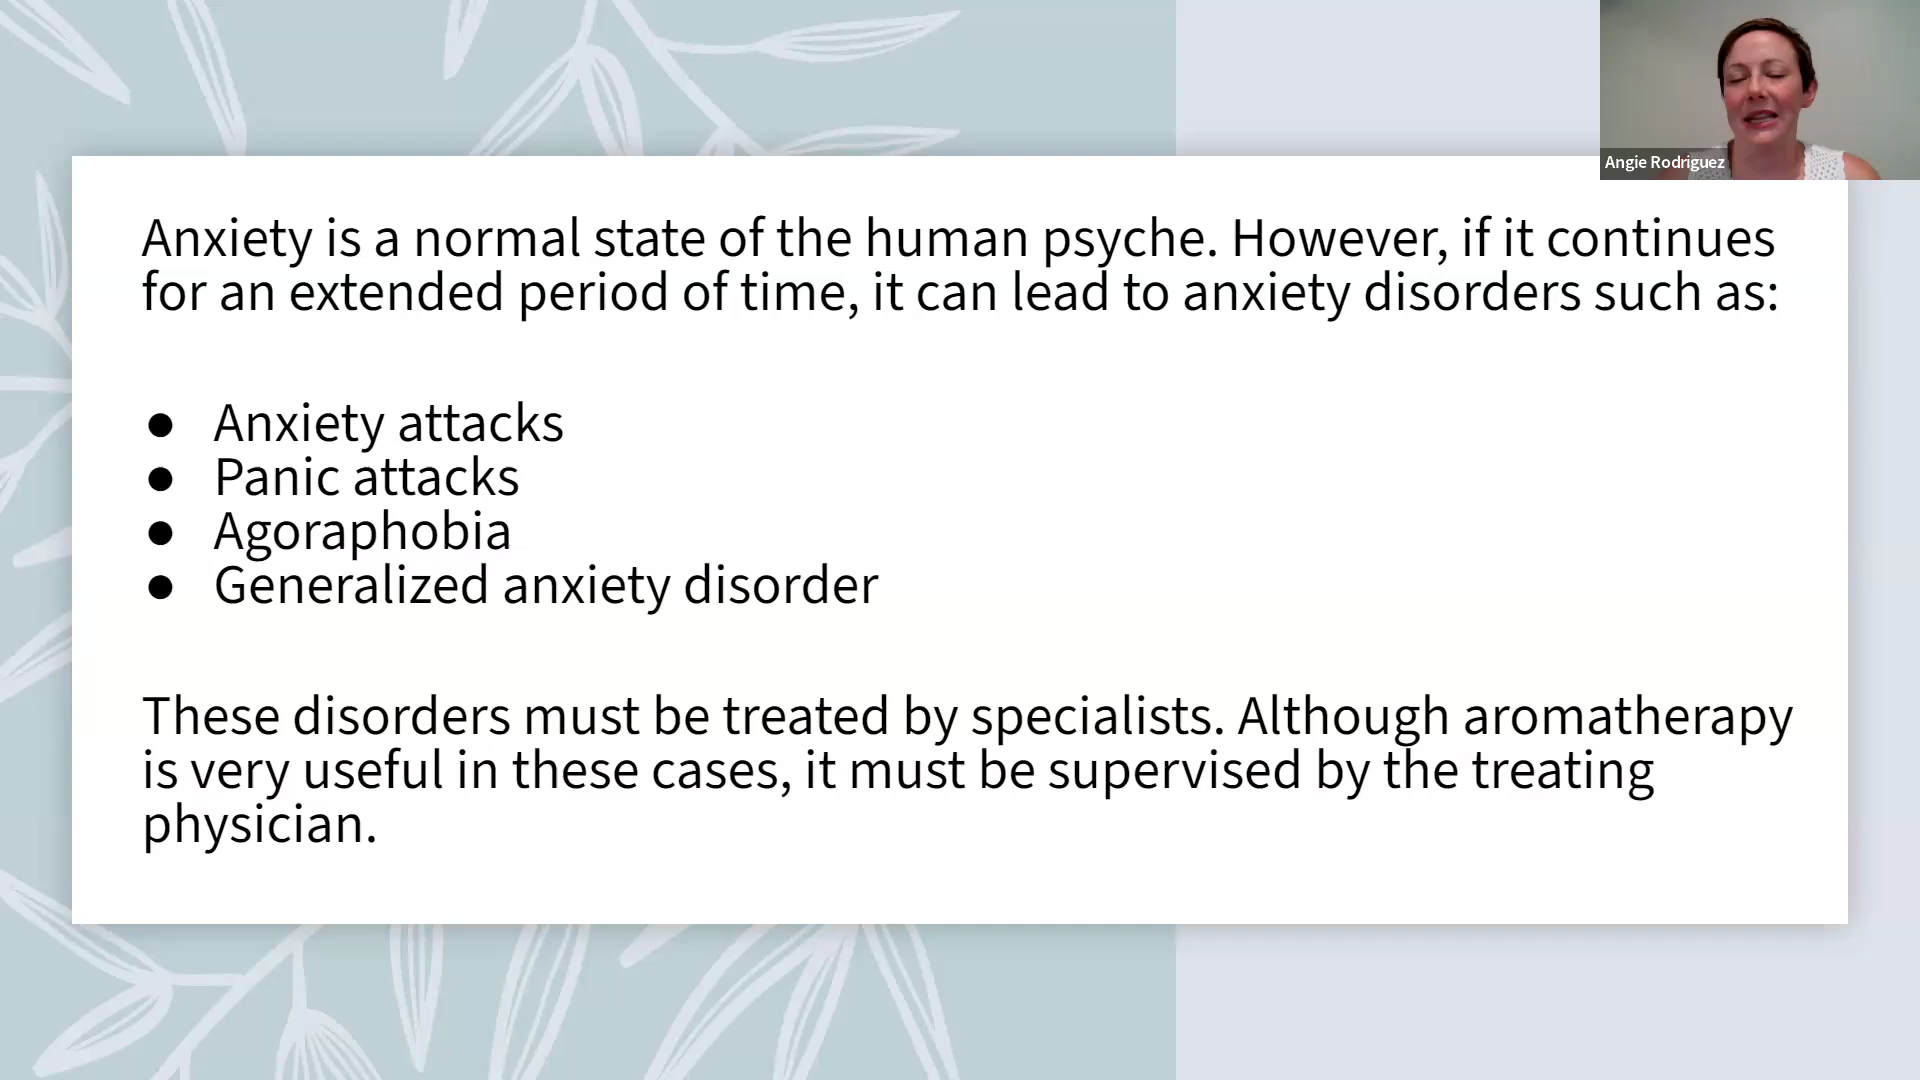 Angie Rodriguez
Anxiety is a normal state of the human psyche. However, if it continues
for an extended period of time, it can lead to anxiety disorders such as:
● Anxiety attacks
● Panic attacks
● Agoraphobia
● Generalized anxiety disorder
These disorders must be treated by specialists. Although aromatherapy
is very useful in these cases, it must be supervised by the treating
physician.